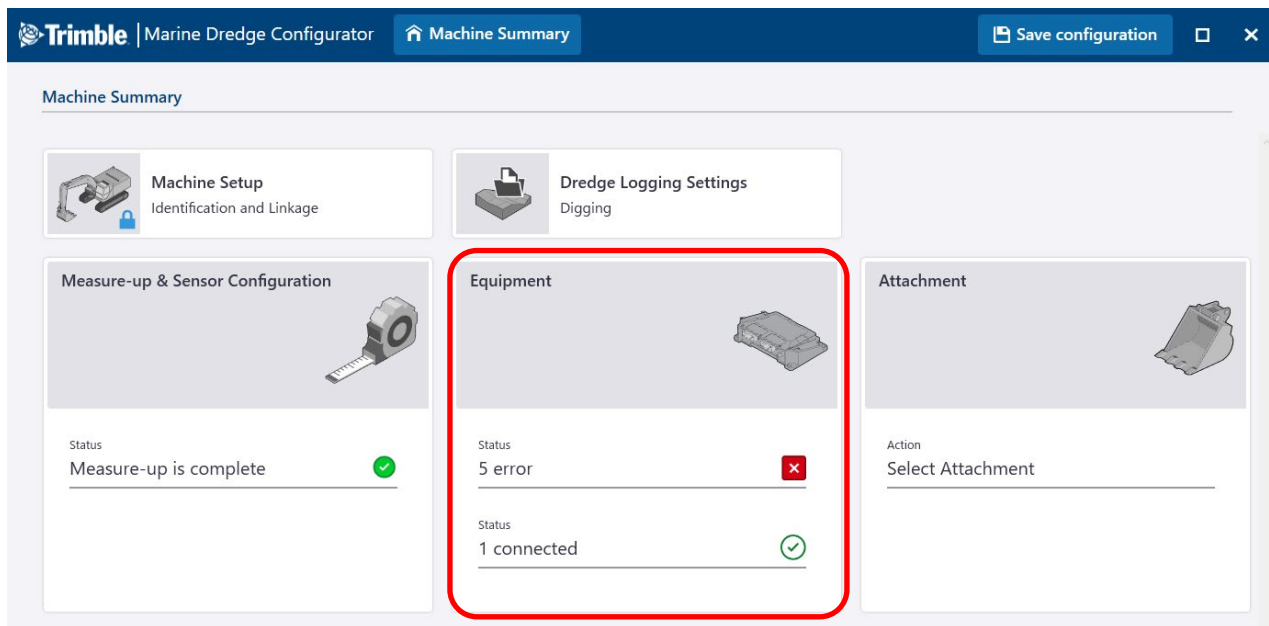 Trimble. | Marine Dredge Configurator Machine Summary Save configuration
Machine Summary
Machine Setup
Identification and Linkage
Dredge Logging Settings
Digging
Measure-up & Sensor Configuration
Status
Measure-up is complete
Equipment
Status
5 error
Status
1 connected
Attachment
Action
Select Attachment